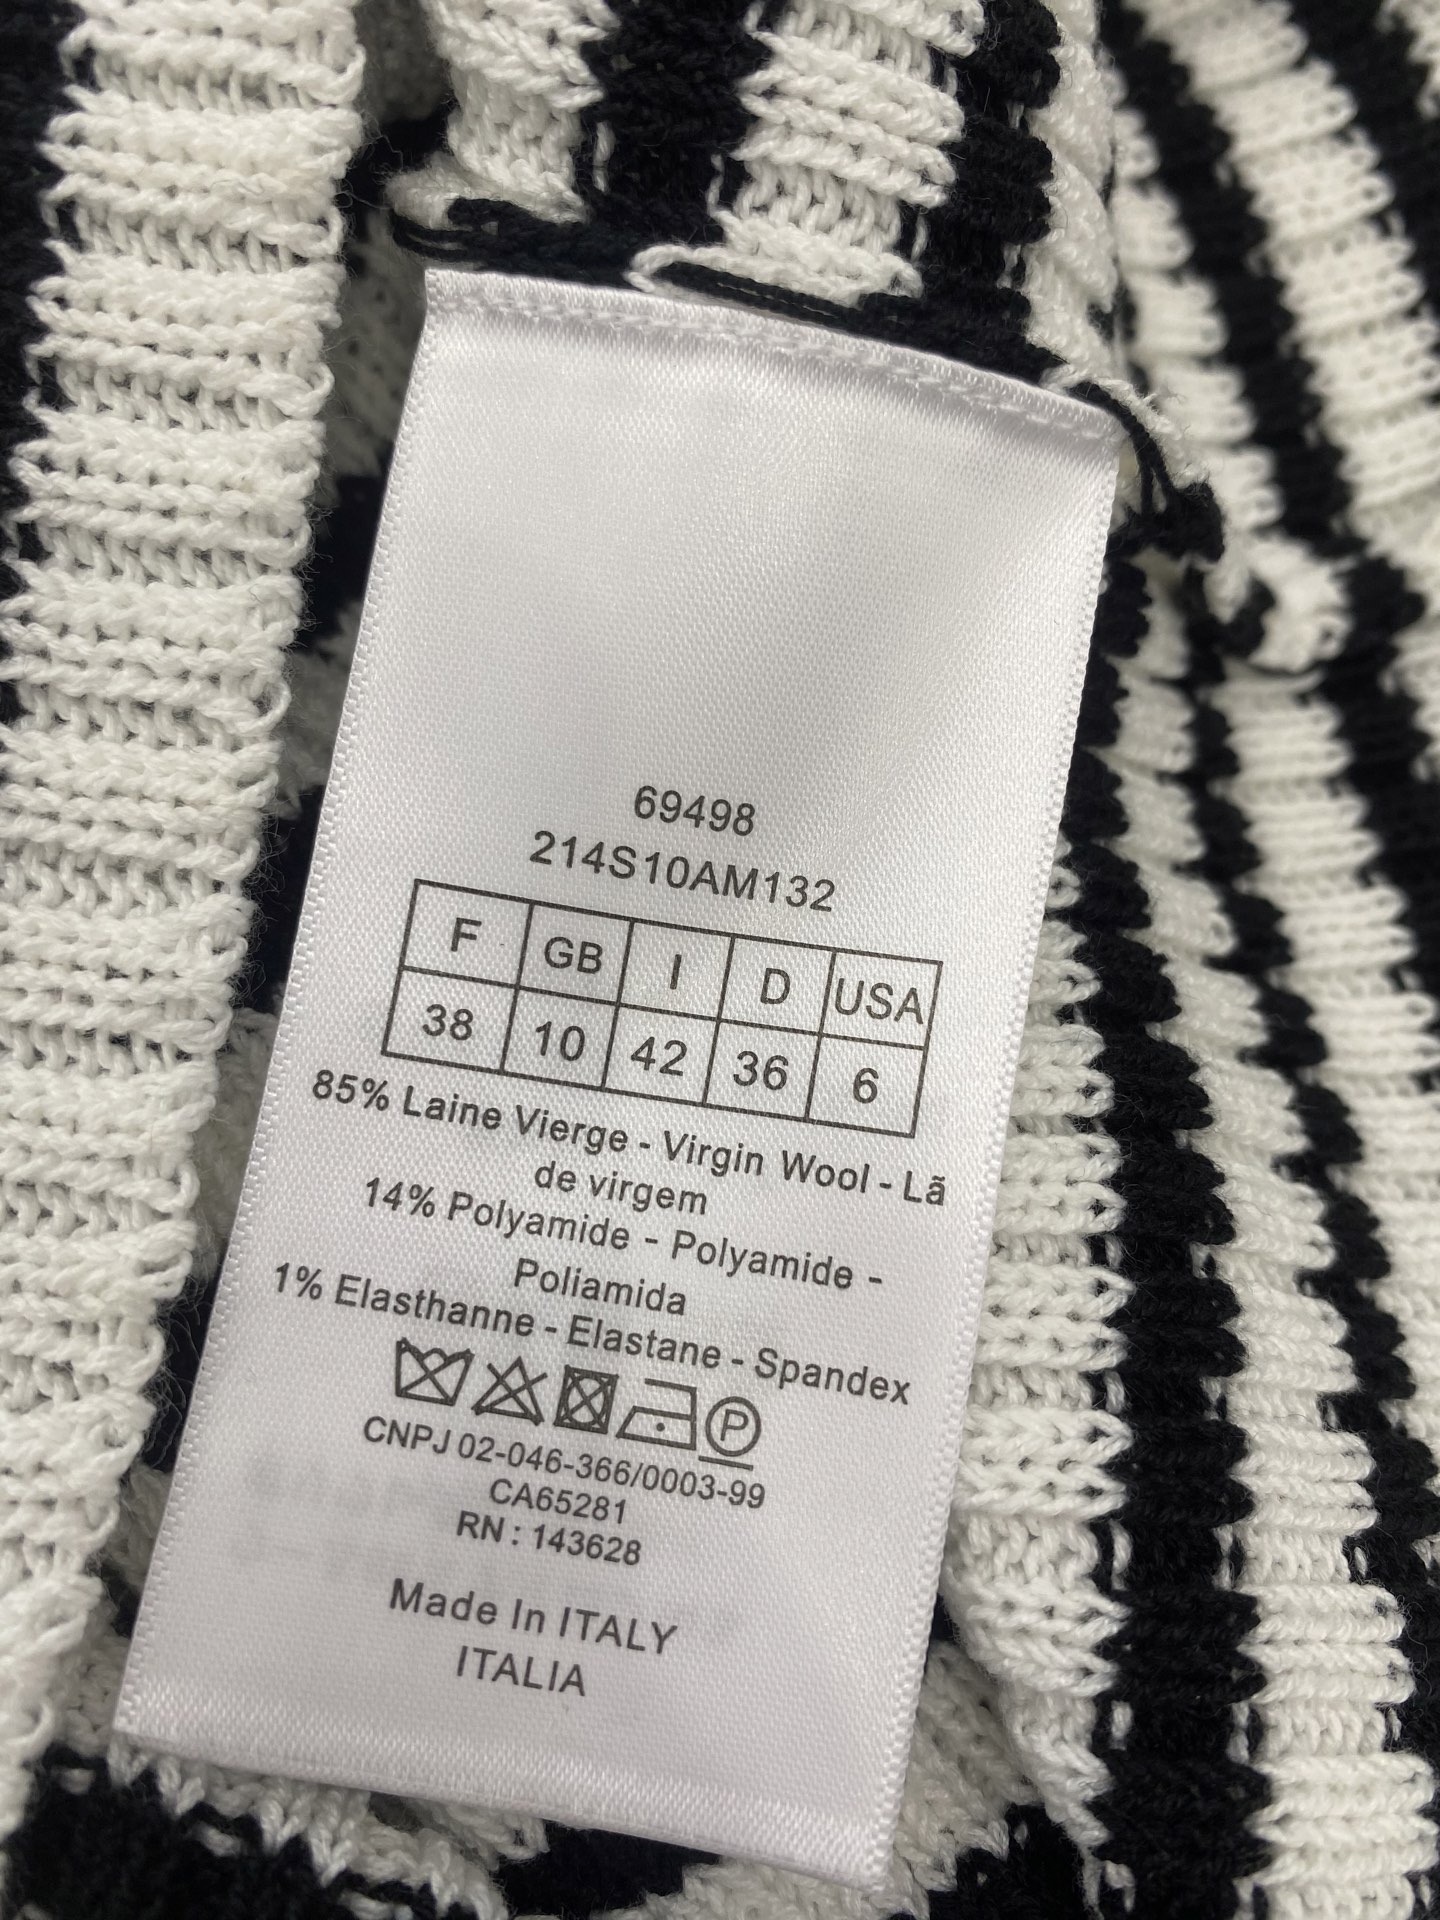 69498
214S10AM132
F GB I D USA
38 10 42 36 6
85% Laine Vierge - Virgin Wool - Lã
de virgem
14% Polyamide - Polyamide -
Poliamida
1% Elasthanne - Elastane - Spandex
P
CNPJ 02-046-366/0003-99
CA65281
RN : 143628
Made In ITALY
ITALIA